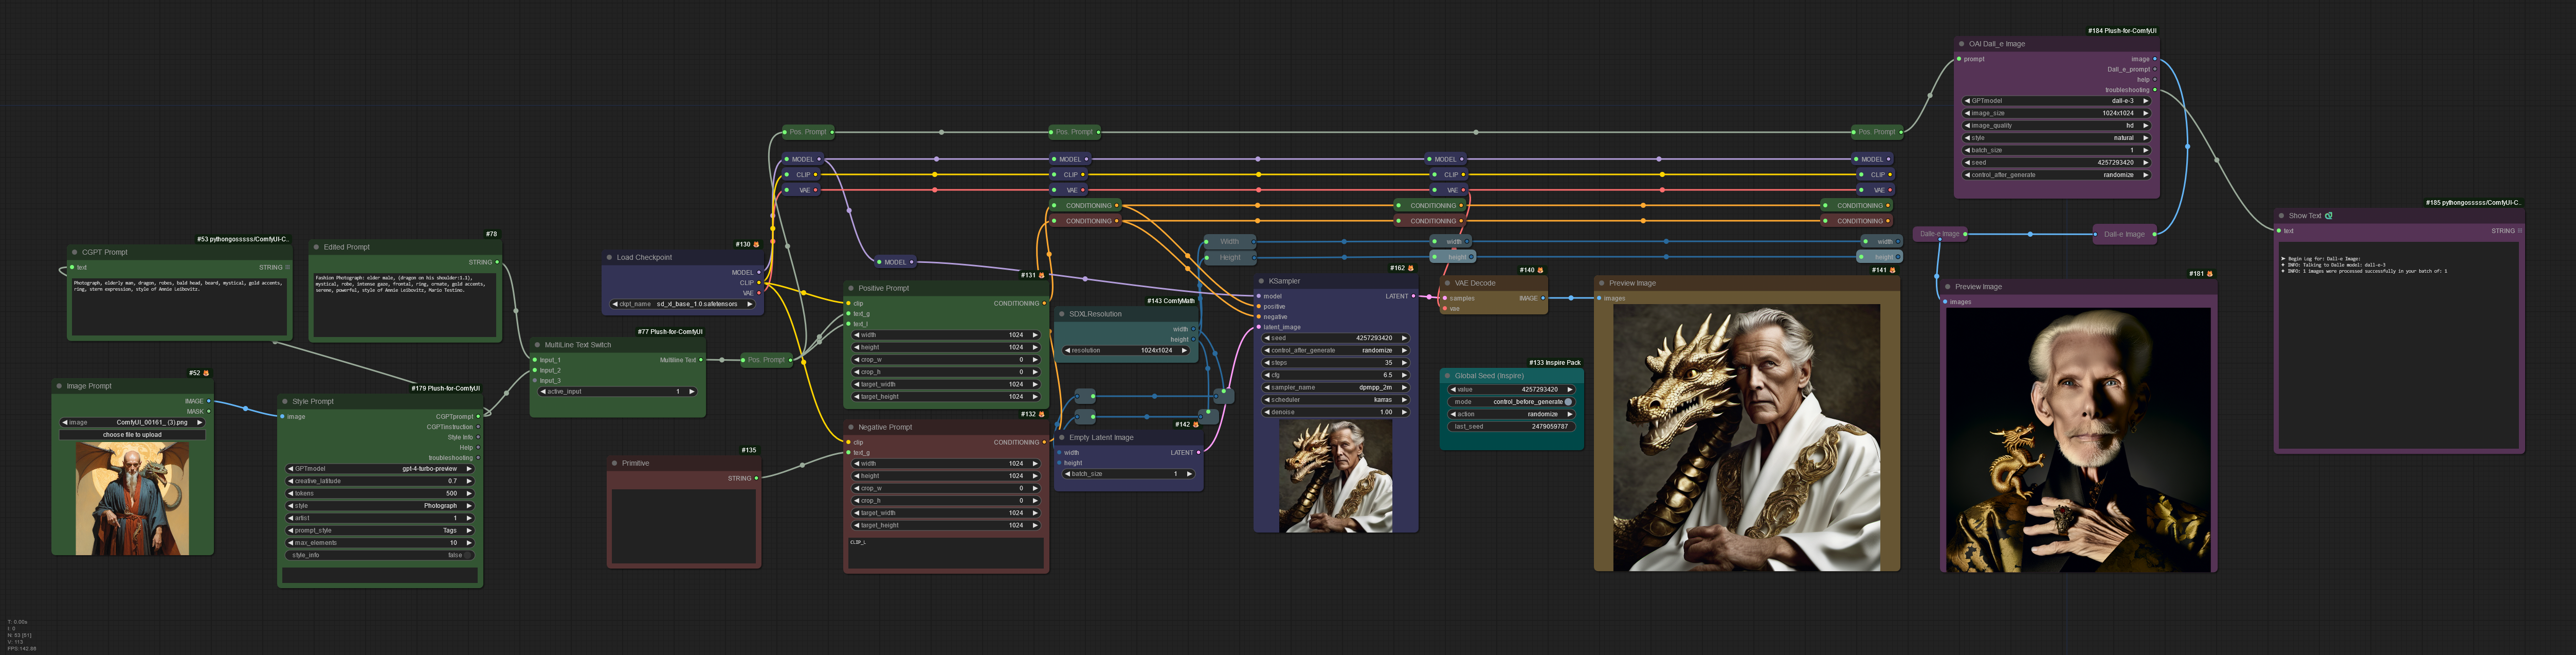 #53 pythongosssss/ComfyUI-C..
CGPT Prompt
text
STRING
Photograph, elderly man, dragon, robes, bald head, beard, mystical, gold accents,
ring, stern expression, style of Annie Leibovitz.
#78
Edited Prompt
STRING
Fashion Photograph: elder male, (dragon on his shoulder:1.3),
mystical, robe, intense gaze, frontal, ring, ornate, gold accents,
serene, powerful, style of Annie Leibovitz, Mario Testino.
#52
Image Prompt
IMAGE
MASK
image ComfyUI_00161_ (3).png
choose file to upload
#179 Plush-for-ComfyUI
Style Prompt
image
CGPTprompt
CGPTinstruction
Style Info
Help
troubleshooting
GPTmodel gpt-4-turbo-preview
creative_latitude 0.7
tokens 500
style Photograph
artist 1
prompt_style Tags
max_elements 10
style_info false
#77 Plush-for-ComfyUI
MultiLine Text Switch
Input_1
Multiline Text
Input_2
Input_3
active_input 1
#130
Load Checkpoint
MODEL
CLIP
VAE
ckpt_name sd_xl_base_1.0.safetensors
#135
Primitive
STRING
Pos. Prompt
Pos. Prompt
Pos. Prompt
Pos. Prompt
MODEL
MODEL
MODEL
MODEL
CLIP
CLIP
CLIP
CLIP
VAE
VAE
VAE
VAE
CONDITIONING
CONDITIONING
CONDITIONING
CONDITIONING
CONDITIONING
CONDITIONING
Width
width
width
Height
height
height
MODEL
#131
Positive Prompt
clip
CONDITIONING
text_g
text_l
width 1024
height 1024
crop_w 0
crop_h 0
target_width 1024
target_height 1024
#132
Negative Prompt
clip
CONDITIONING
text_g
width 1024
height 1024
crop_w 0
crop_h 0
target_width 1024
target_height 1024
CLIP_L
#143 ComfyMath
SDXLResolution
width
height
resolution 1024x1024
#142
Empty Latent Image
width
LATENT
height
batch_size 1
#162
KSampler
model
LATENT
positive
negative
latent_image
seed 4257293420
control_after_generate randomize
steps 35
cfg 6.5
sampler_name dpmpp_2m
scheduler karras
denoise 1.00
#140
VAE Decode
samples
IMAGE
vae
#133 Inspire Pack
Global Seed (Inspire)
value 4257293420
mode control_before_generate
action randomize
last_seed 2479059787
#141
Preview Image
images
#184 Plush-for-ComfyUI
OAI Dall_e Image
prompt
image
Dall_e_prompt
help
troubleshooting
GPTmodel dall-e-3
image_size 1024x1024
image_quality hd
style natural
batch_size 1
seed 4257293420
control_after_generate randomize
Dalle-e Image
Dall-e Image
#181
Preview Image
images
#185 pythongosssss/ComfyUI-C..
Show Text
text
STRING
➤ Begin Log for: Dall-e Image:
✦ INFO: Talking to Dalle model: dall-e-3
✦ INFO: 1 images were processed successfully in your batch of: 1
T: 0.00s
I: 0
N: 53 [51]
V: 113
FPS:142.86